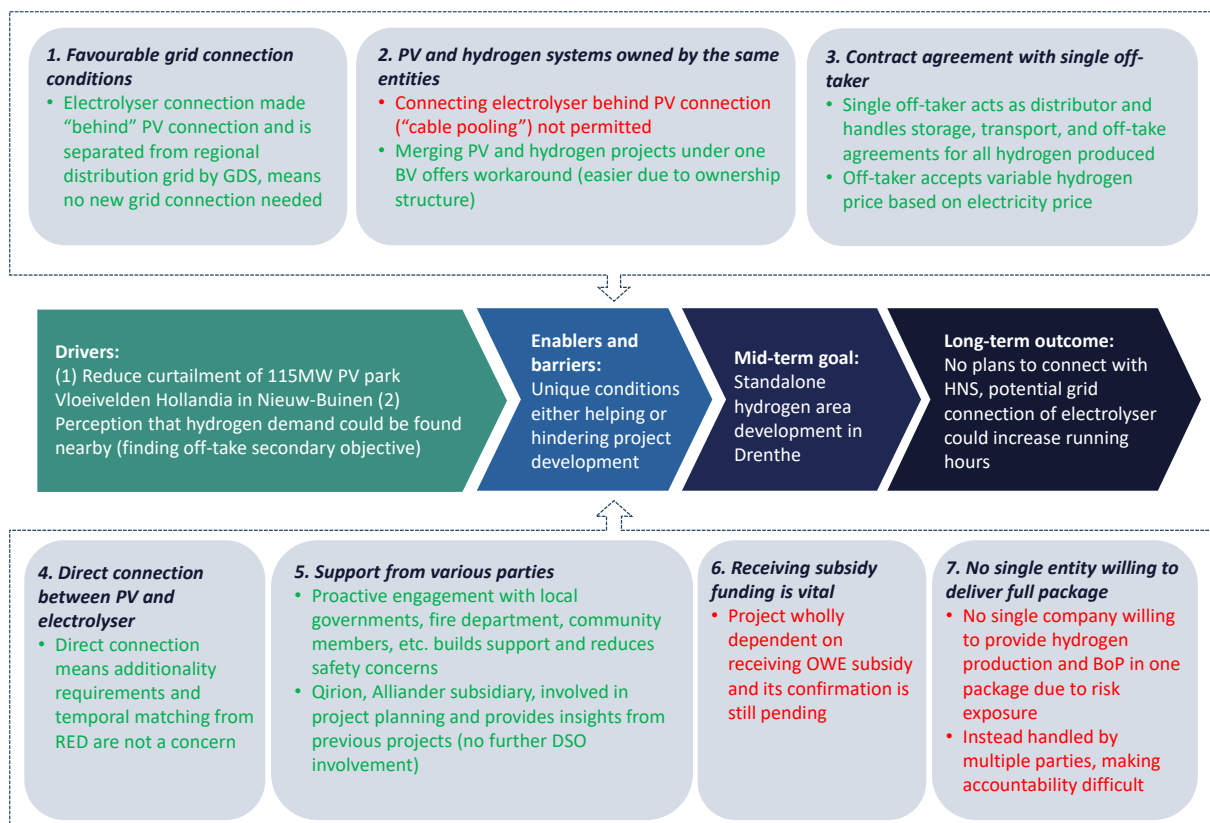 1. Favourable grid connection
conditions
• Electrolyser connection made
“behind” PV connection and is
separated from regional
distribution grid by GDS, means
no new grid connection needed
2. PV and hydrogen systems owned by the same
entities
• Connecting electrolyser behind PV connection
(“cable pooling”) not permitted
• Merging PV and hydrogen projects under one
BV offers workaround (easier due to ownership
structure)
3. Contract agreement with single off-
taker
• Single off-taker acts as distributor and
handles storage, transport, and off-take
agreements for all hydrogen produced
• Off-taker accepts variable hydrogen
price based on electricity price
Drivers:
(1) Reduce curtailment of 115MW PV park
Vloeivelden Hollandia in Nieuw-Buinen (2)
Perception that hydrogen demand could be found
nearby (finding off-take secondary objective)
Enablers and
barriers:
Unique conditions
either helping or
hindering project
development
Mid-term goal:
Standalone
hydrogen area
development in
Drenthe
Long-term outcome:
No plans to connect with
HNS, potential grid
connection of electrolyser
could increase running
hours
4. Direct connection
between PV and
electrolyser
• Direct connection
means additionality
requirements and
temporal matching from
RED are not a concern
5. Support from various parties
• Proactive engagement with local
governments, fire department, community
members, etc. builds support and reduces
safety concerns
• Qirion, Alliander subsidiary, involved in
project planning and provides insights from
previous projects (no further DSO
involvement)
6. Receiving subsidy
funding is vital
• Project wholly
dependent on
receiving OWE subsidy
and its confirmation is
still pending
7. No single entity willing to
deliver full package
• No single company willing
to provide hydrogen
production and BoP in one
package due to risk
exposure
• Instead handled by
multiple parties, making
accountability difficult